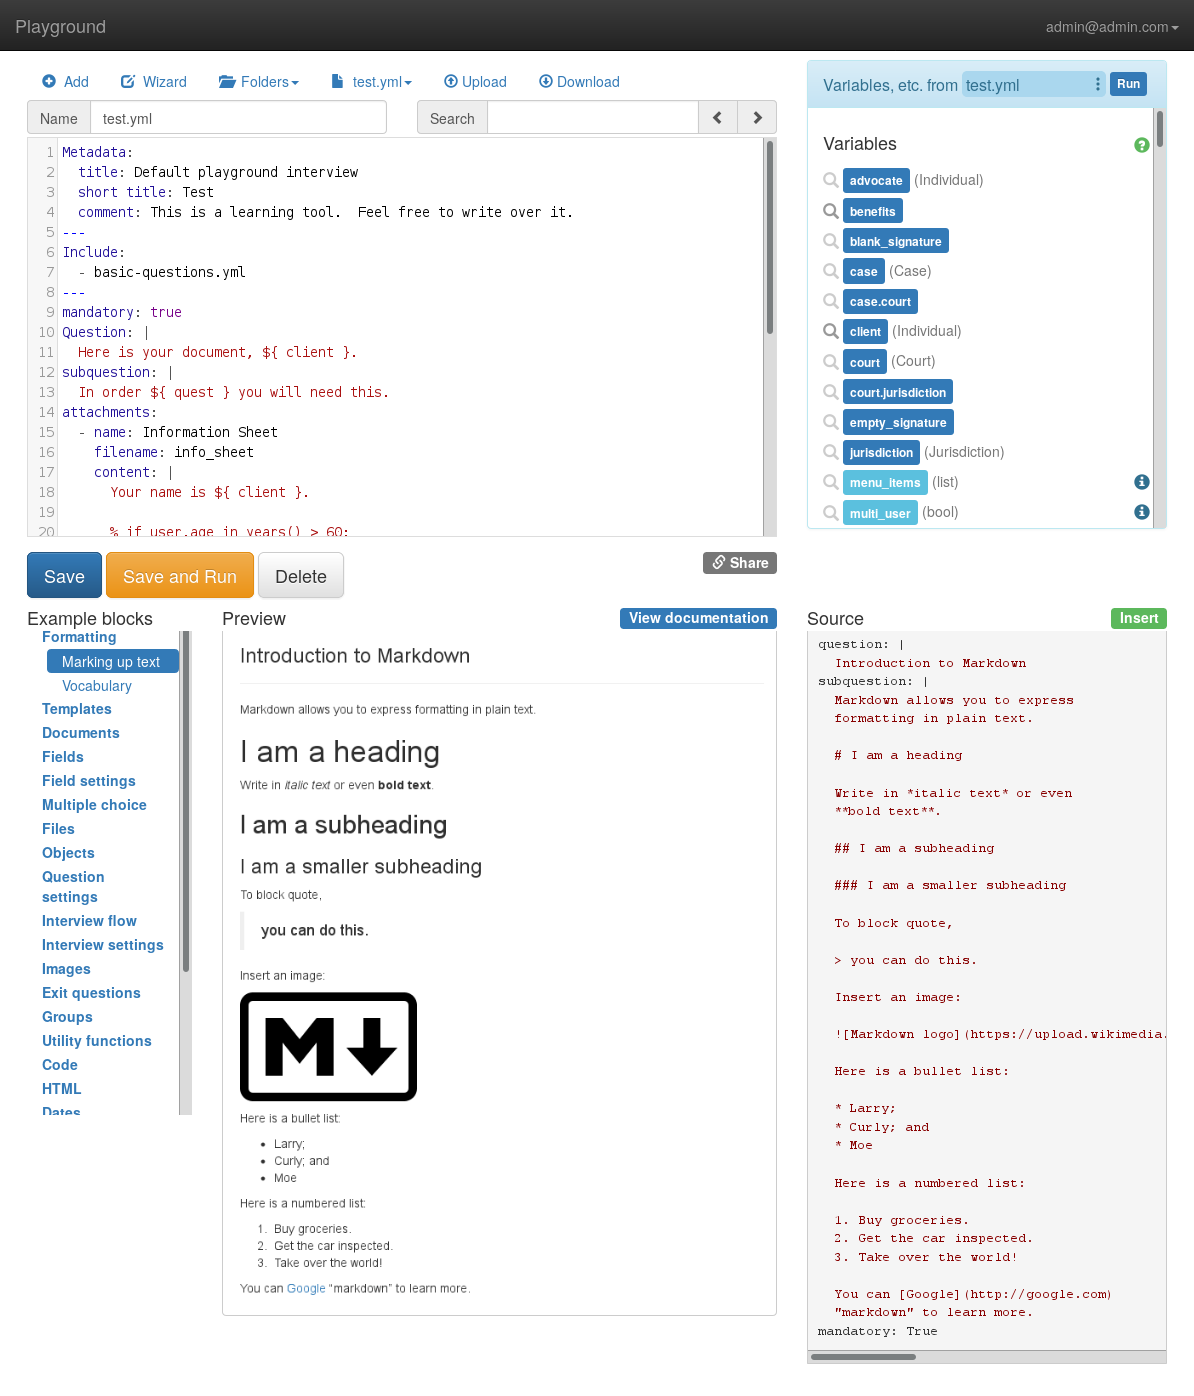 Playground admin@admin.com
Add Wizard Folders test.yml Upload Download
Name test.yml Search
1 Metadata:
2 title: Default playground interview
3 short title: Test
4 comment: This is a learning tool.  Feel free to write over it.
5 ---
6 Include:
7 - basic-questions.yml
8 ---
9 mandatory: true
10 Question: |
11 Here is your document, ${ client }.
12 subquestion: |
13 In order ${ quest } you will need this.
14 attachments:
15 - name: Information Sheet
16 filename: info_sheet
17 content: |
18 Your name is ${ client }.
19
20 % if user.age in years() > 60:
Variables, etc. from test.yml Run
Variables
advocate (Individual)
benefits
blank_signature
case (Case)
case.court
client (Individual)
court (Court)
court.jurisdiction
empty_signature
jurisdiction (Jurisdiction)
menu_items (list)
multi_user (bool)
Save Save and Run Delete Share
Example blocks
Formatting
Marking up text
Vocabulary
Templates
Documents
Fields
Field settings
Multiple choice
Files
Objects
Question
settings
Interview flow
Interview settings
Images
Exit questions
Groups
Utility functions
Code
HTML
Dates
Preview View documentation
Introduction to Markdown
Markdown allows you to express formatting in plain text.
I am a heading
Write in italic text or even bold text.
I am a subheading
I am a smaller subheading
To block quote,
you can do this.
Insert an image:
M
Here is a bullet list:
• Larry;
• Curly; and
• Moe
Here is a numbered list:
1. Buy groceries.
2. Get the car inspected.
3. Take over the world!
You can Google “markdown” to learn more.
Source Insert
question: |
Introduction to Markdown
subquestion: |
Markdown allows you to express
formatting in plain text.
# I am a heading
Write in *italic text* or even
**bold text**.
## I am a subheading
### I am a smaller subheading
To block quote,
> you can do this.
Insert an image:
![Markdown logo](https://upload.wikimedia.
Here is a bullet list:
* Larry;
* Curly; and
* Moe
Here is a numbered list:
1. Buy groceries.
2. Get the car inspected.
3. Take over the world!
You can [Google](http://google.com)
"markdown" to learn more.
mandatory: True